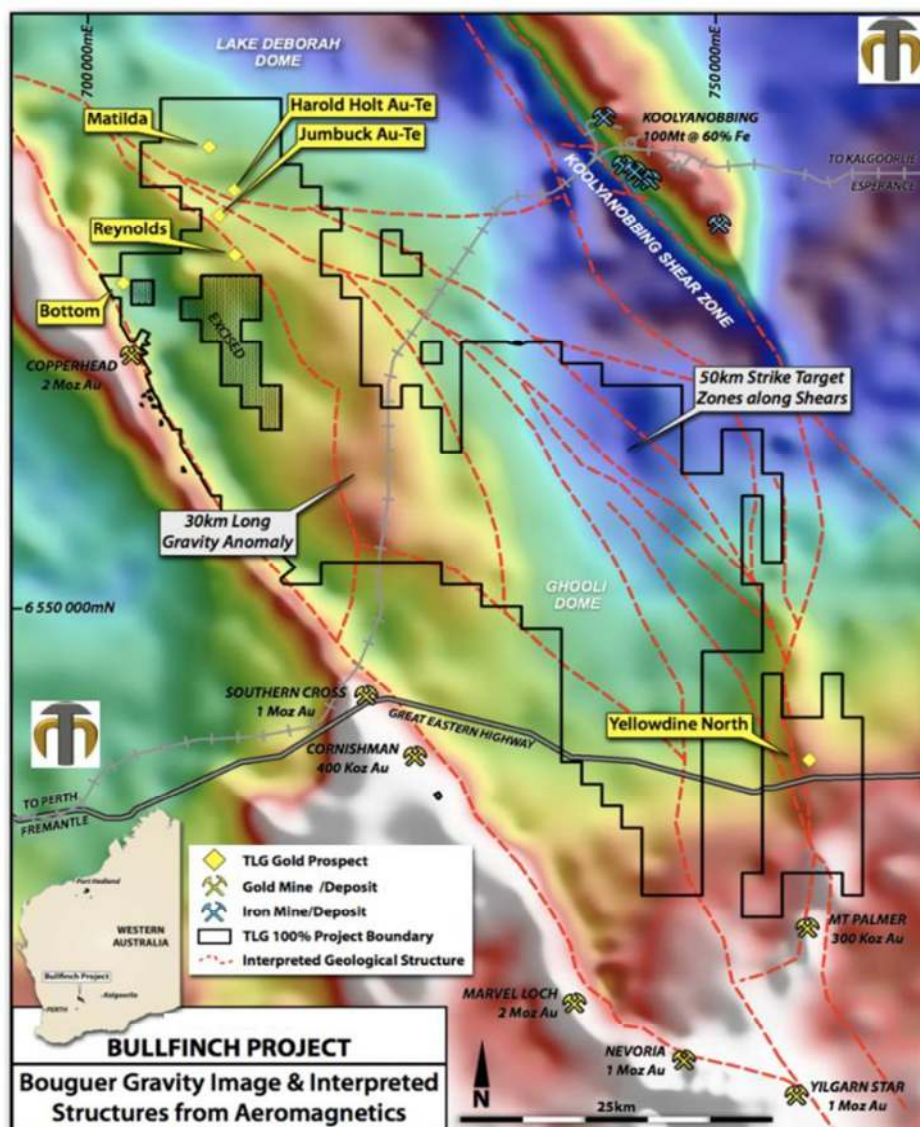 LAKE DEBORAH
DOME
700 000mE
750 000mE
Matilda
Harold Holt Au-Te
Jumbuck Au-Te
KOOLYANOBBING
100Mt @ 60% Fe
TO KALGOORLIE
ESPERANCE
KOOLYANOBBING SHEAR ZONE
Reynolds
Bottom
EXCISED
COPPERHEAD
2 Moz Au
50km Strike Target
Zones along Shears
30km Long
Gravity Anomaly
GHOOLI
DOME
6 550 000mN
SOUTHERN CROSS
1 Moz Au
GREAT EASTERN HIGHWAY
Yellowdine North
CORNISHMAN
400 Koz Au
TO PERTH
FREMANTLE
Port Hedland
WESTERN
AUSTRALIA
Bullfinch Project
PERTH
Kalgoorlie
TLG Gold Prospect
Gold Mine /Deposit
Iron Mine/Deposit
TLG 100% Project Boundary
Interpreted Geological Structure
MT PALMER
300 Koz Au
MARVEL LOCH
2 Moz Au
NEVORIA
1 Moz Au
YILGARN STAR
1 Moz Au
BULLFINCH PROJECT
Bouguer Gravity Image & Interpreted
Structures from Aeromagnetics
N
25km